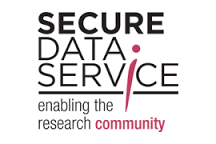 SECURE
DATA
SERVICE
enabling the
research community